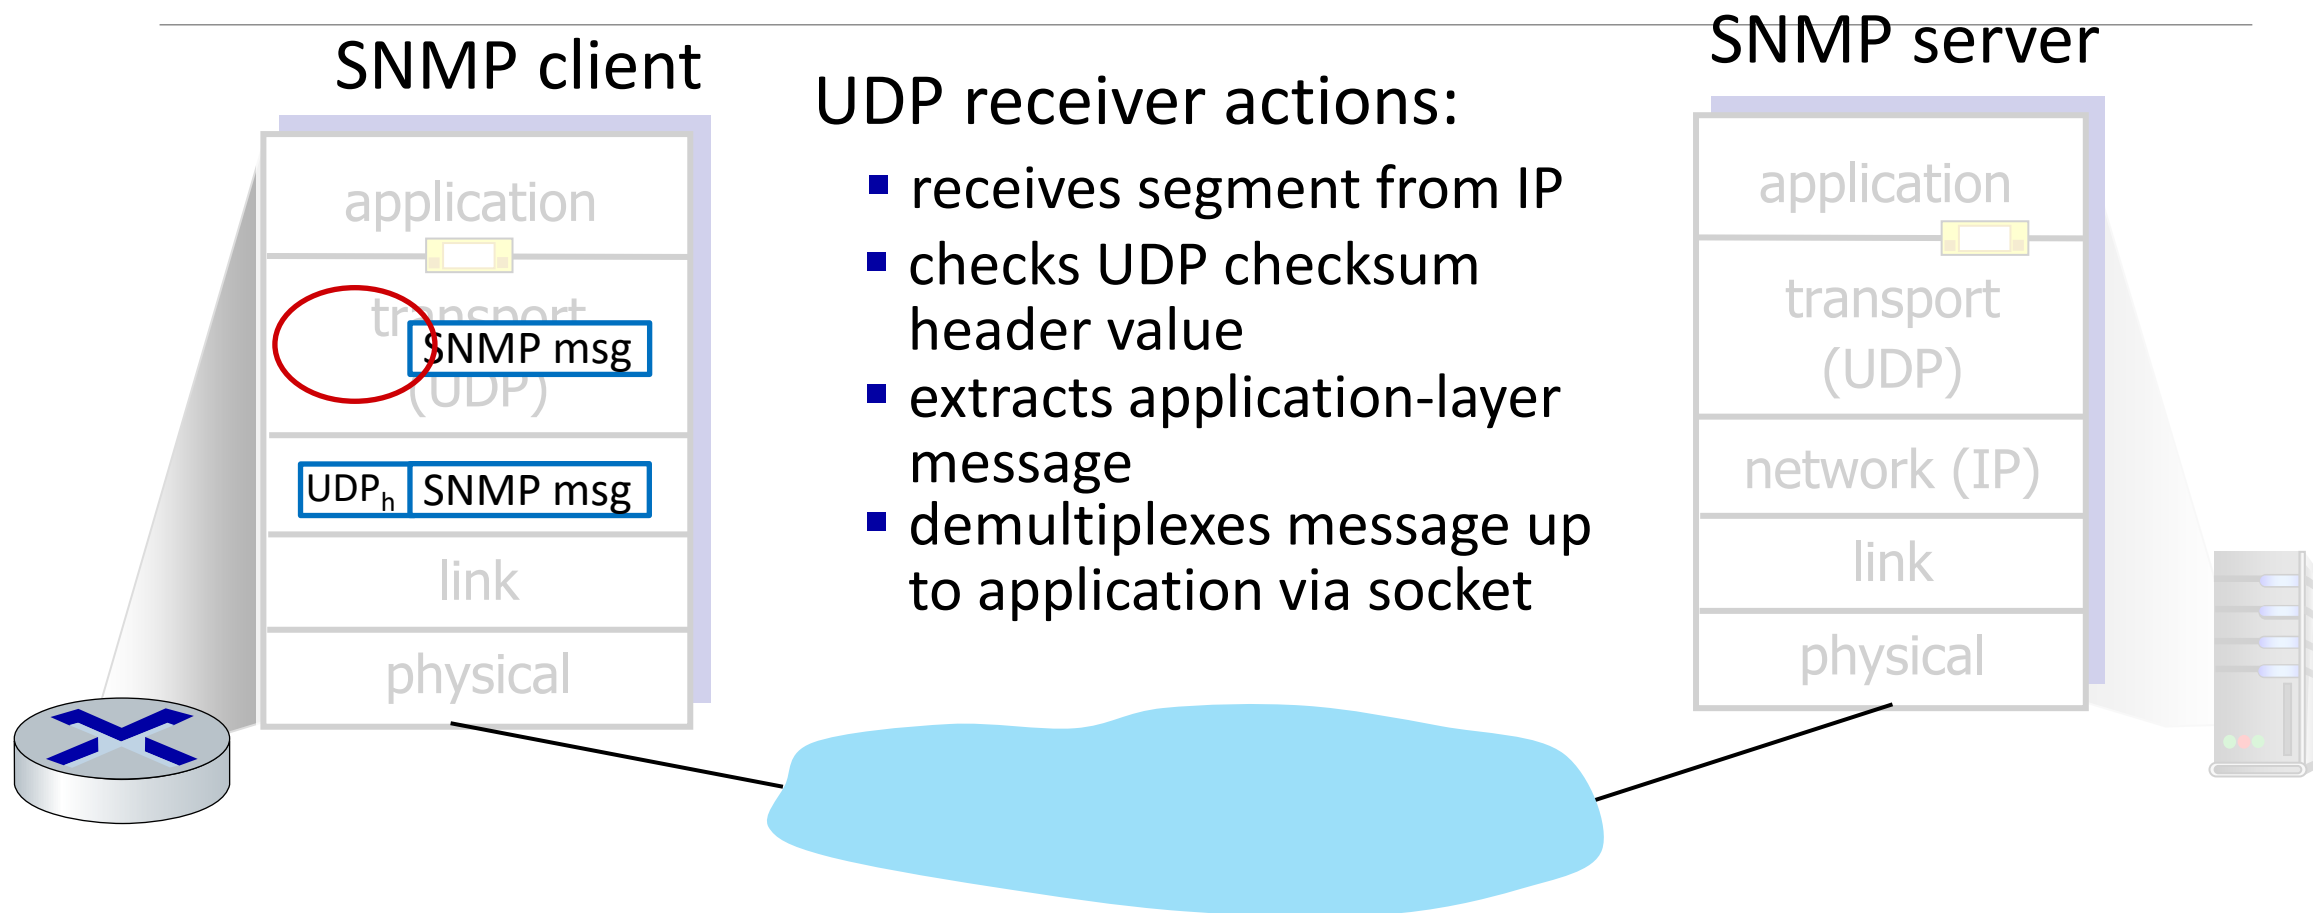 SNMP client
SNMP server
UDP receiver actions:
receives segment from IP
checks UDP checksum
header value
extracts application-layer
message
demultiplexes message up
to application via socket
application
transport
SNMP msg
(UDP)
UDPh SNMP msg
link
physical
application
transport
(UDP)
network (IP)
link
physical